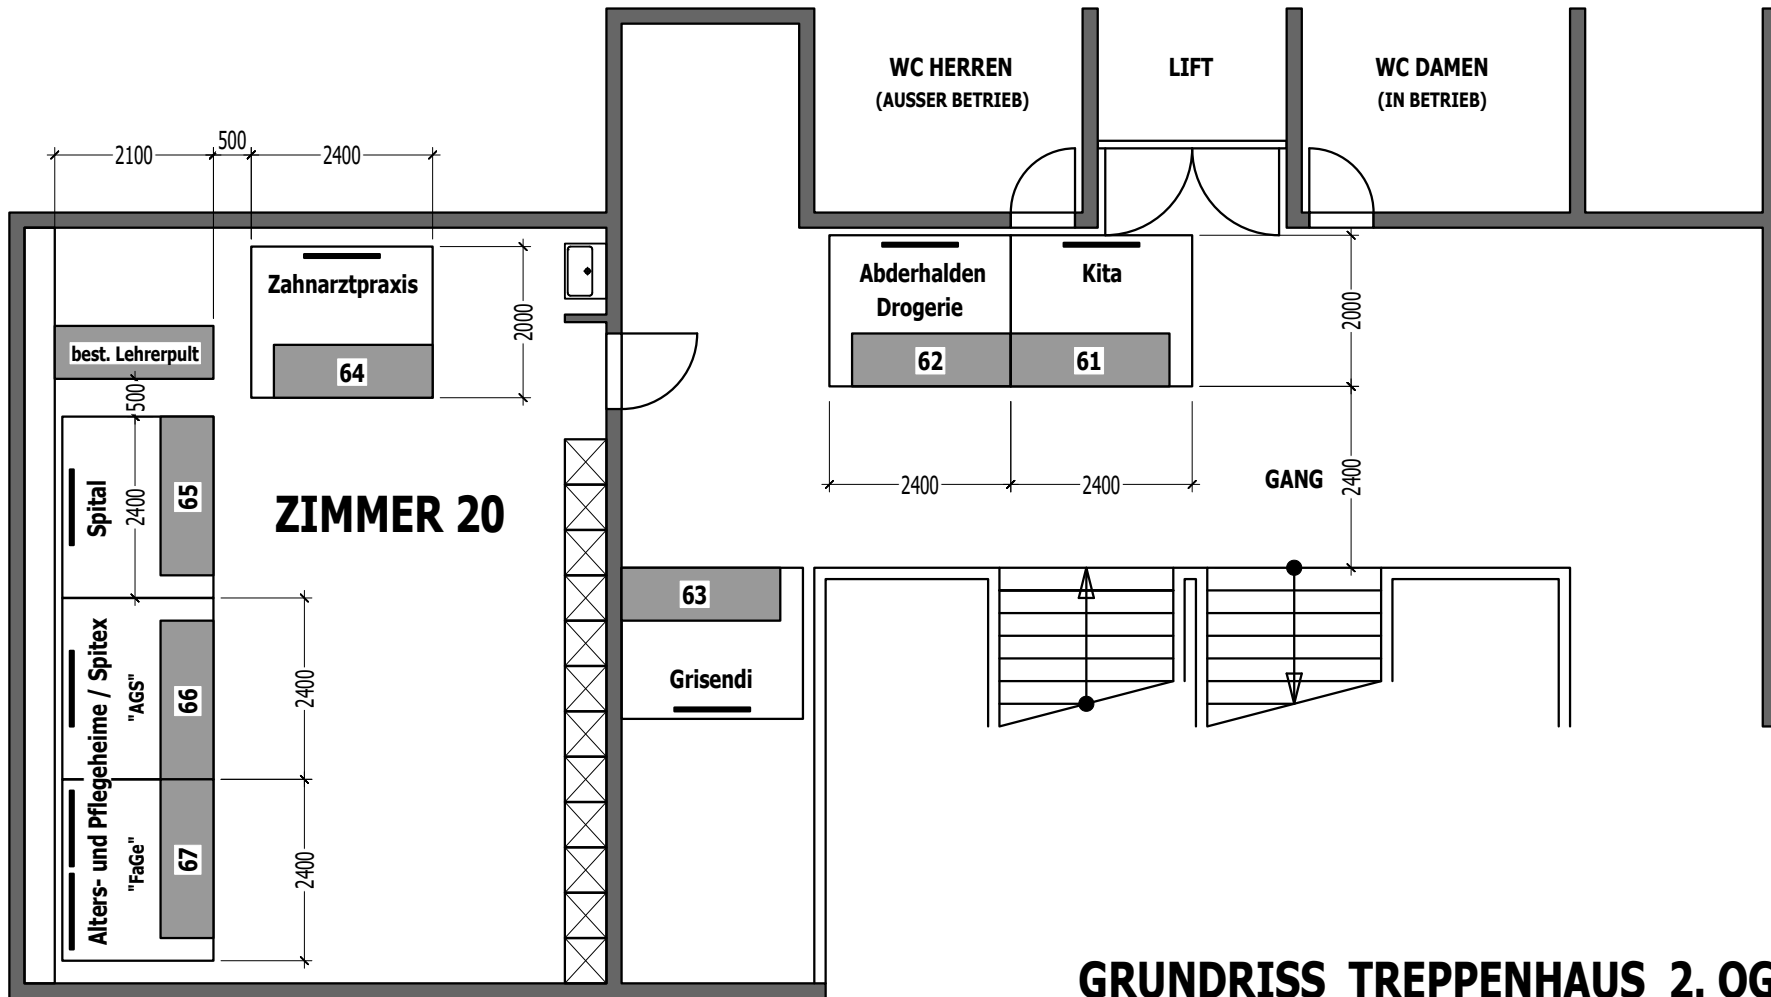 WC HERREN
(AUSSER BETRIEB)
LIFT
WC DAMEN
(IN BETRIEB)
2100
500
2400
Zahnarztpraxis
64
2000
best. Lehrerpult
500
Abderhalden
Drogerie
62
Kita
61
2000
2400
2400
2400
GANG
Spital
65
2400
ZIMMER 20
63
Grisendi
Alters- und Pflegeheime / Spitex
"AGS"
66
2400
"FaGe"
67
2400
GRUNDRISS TREPPENHAUS 2. OG